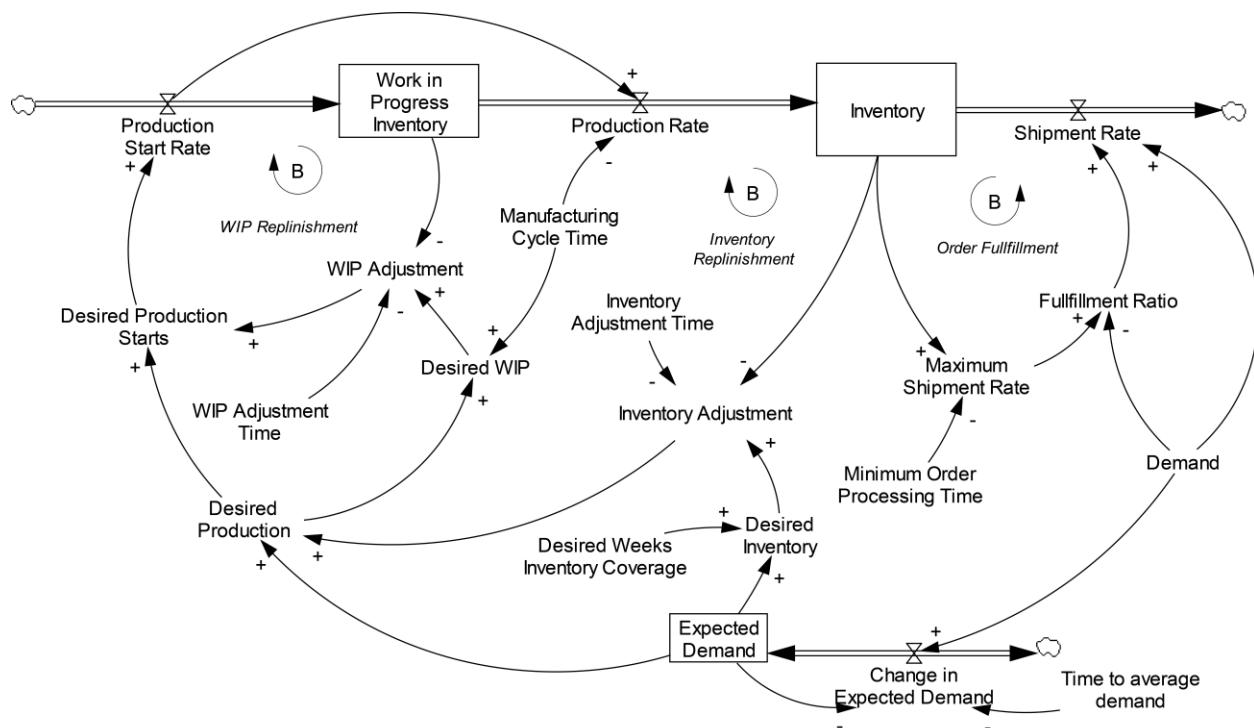 Work in
Progress
Inventory
Inventory
+
Production
Start Rate
Production Rate
Shipment Rate
+
-
+
+
B
B
B
WIP Replinishment
Manufacturing
Cycle Time
Inventory
Replinishment
Order Fullfillment
-
WIP Adjustment
+
-
Inventory
Adjustment Time
Fullfillment Ratio
+
-
Desired Production
Starts
+
+
+
Desired WIP
+
+
Maximum
Shipment Rate
-
-
-
WIP Adjustment
Time
Inventory Adjustment
+
Minimum Order
Processing Time
Demand
Desired
Production
+
+
+
Desired Weeks
Inventory Coverage
Desired
Inventory
+
Expected
Demand
+
Change in
Expected Demand
Time to average
demand